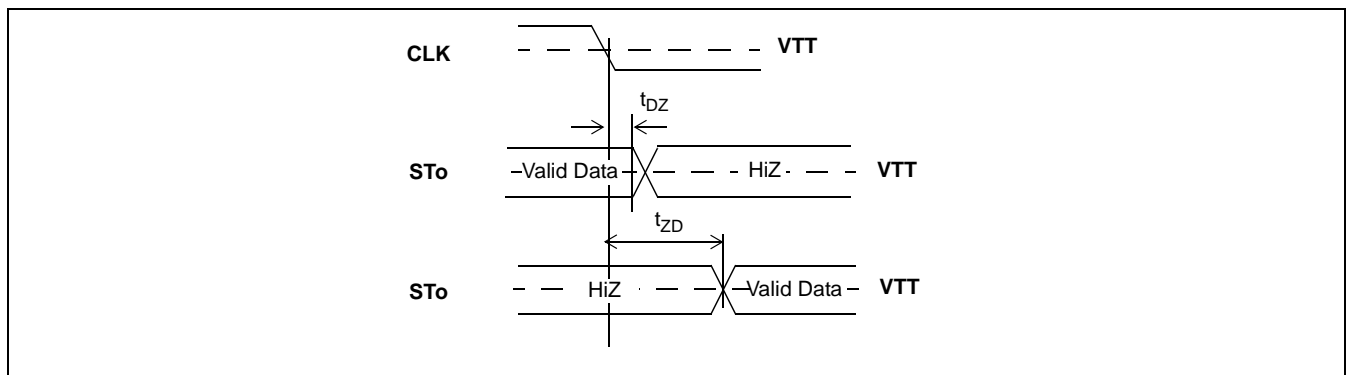 CLK
VTT
tDZ
STo
Valid Data
HiZ
VTT
tZD
STo
HiZ
Valid Data
VTT